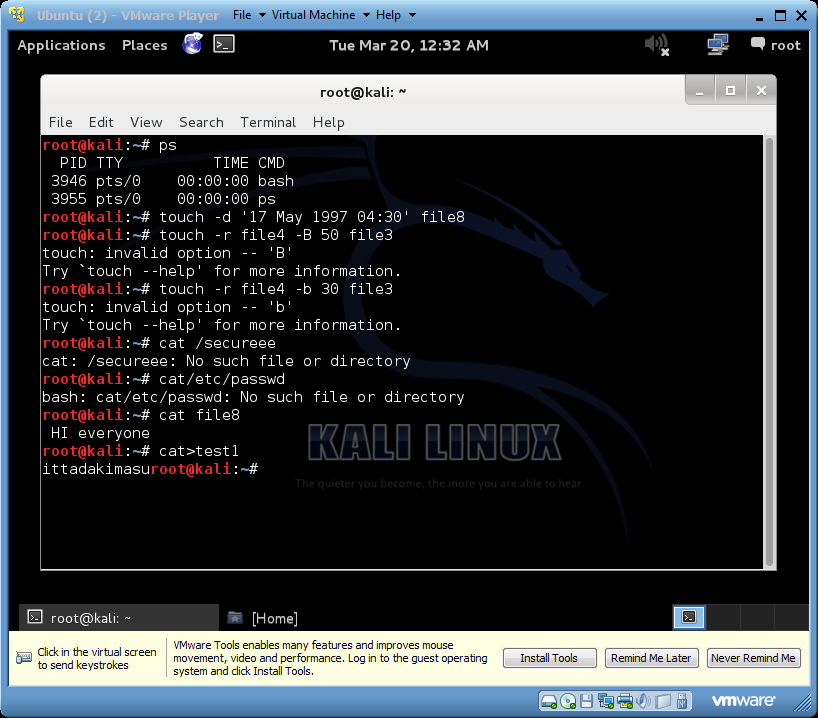 Ubuntu (2) - VMware Player File Virtual Machine Help
Applications Places Tue Mar 20, 12:32 AM root
root@kali: ~
File Edit View Search Terminal Help
root@kali:~# ps
  PID TTY          TIME CMD
 3946 pts/0    00:00:00 bash
 3955 pts/0    00:00:00 ps
root@kali:~# touch -d '17 May 1997 04:30' file8
root@kali:~# touch -r file4 -B 50 file3
touch: invalid option -- 'B'
Try `touch --help' for more information.
root@kali:~# touch -r file4 -b 30 file3
touch: invalid option -- 'b'
Try `touch --help' for more information.
root@kali:~# cat /secureee
cat: /secureee: No such file or directory
root@kali:~# cat/etc/passwd
bash: cat/etc/passwd: No such file or directory
root@kali:~# cat file8
 HI everyone
root@kali:~# cat>test1
ittadakimasuroot@kali:~#
KALI LINUX
The quieter you become, the more you are able to hear.
root@kali: ~ [Home]
Click in the virtual screen
to send keystrokes
VMware Tools enables many features and improves mouse
movement, video and performance. Log in to the guest operating
system and click Install Tools.
Install Tools Remind Me Later Never Remind Me
vmware